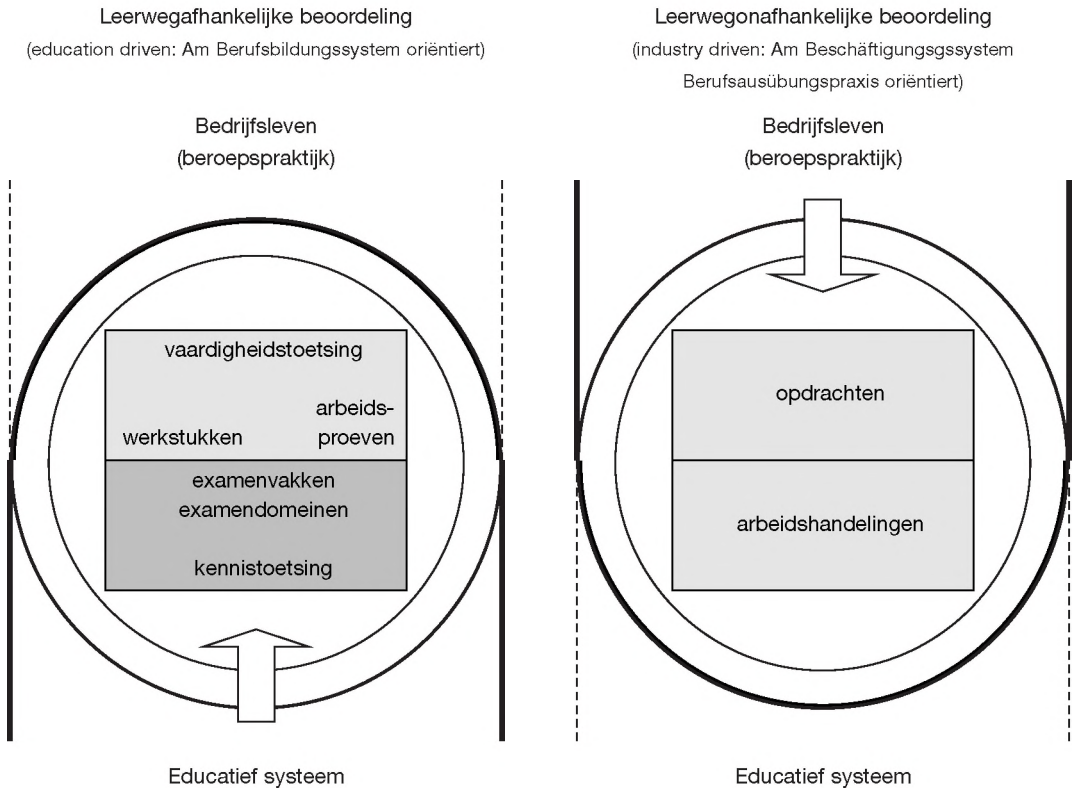 Leerwegafhankelijke beoordeling
(education driven: Am Berufsbildungssystem oriëntiert)
Bedrijfsleven
(beroepspraktijk)
vaardigheidstoetsing
arbeids-
werkstukken proeven
examenvakken
examendomeinen
kennistoetsing
Educatief systeem
Leerwegonafhankelijke beoordeling
(industry driven: Am Beschäftigungsgssystem
Berufsausübungspraxis oriëntiert)
Bedrijfsleven
(beroepspraktijk)
opdrachten
arbeidshandelingen
Educatief systeem